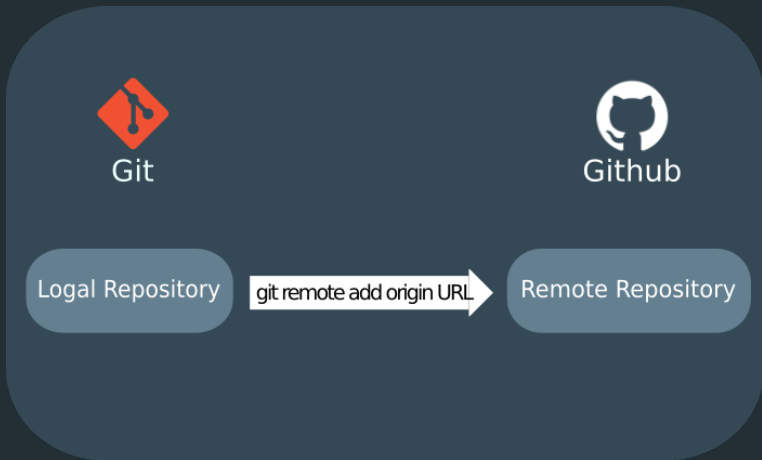 Git
Github
Logal Repository
git remote add origin URL
Remote Repository